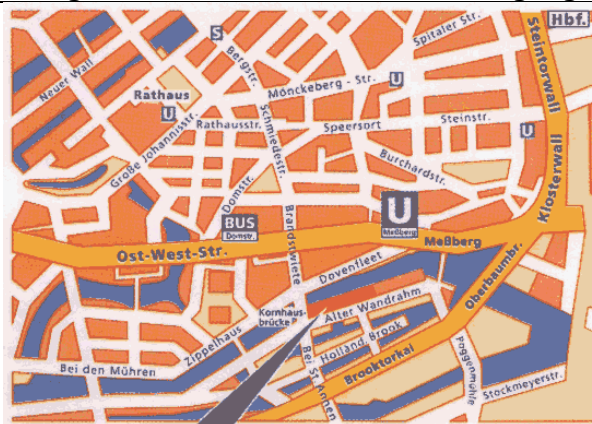 Hbf.
Spitaler Str.
Steintorwall
S
Bergstr.
Neuer Wall
Mönckeberg - Str.
U
Rathaus
U
Schmiedestr.
Rathausstr.
Speersort
Steinstr.
U
Große Johannisstr.
Burchardstr.
Klosterwall
Domstr.
BUS
Domstr.
U
Meßberg
Brandstwiete
Ost-West-Str.
Meßberg
Dovenfleet
Oberbaumbr.
Kornhaus-
brücke
Alter Wandrahm
Zippelhaus
Holland. Brook
Bei St. Annen
Bei den Mühren
Brooktorkai
Poggenmühle
Stockmeyerstr.